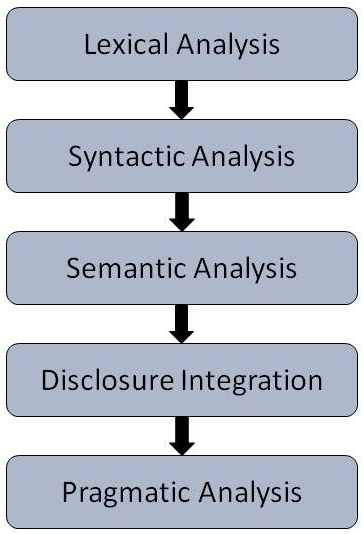 Lexical Analysis
Syntactic Analysis
Semantic Analysis
Disclosure Integration
Pragmatic Analysis